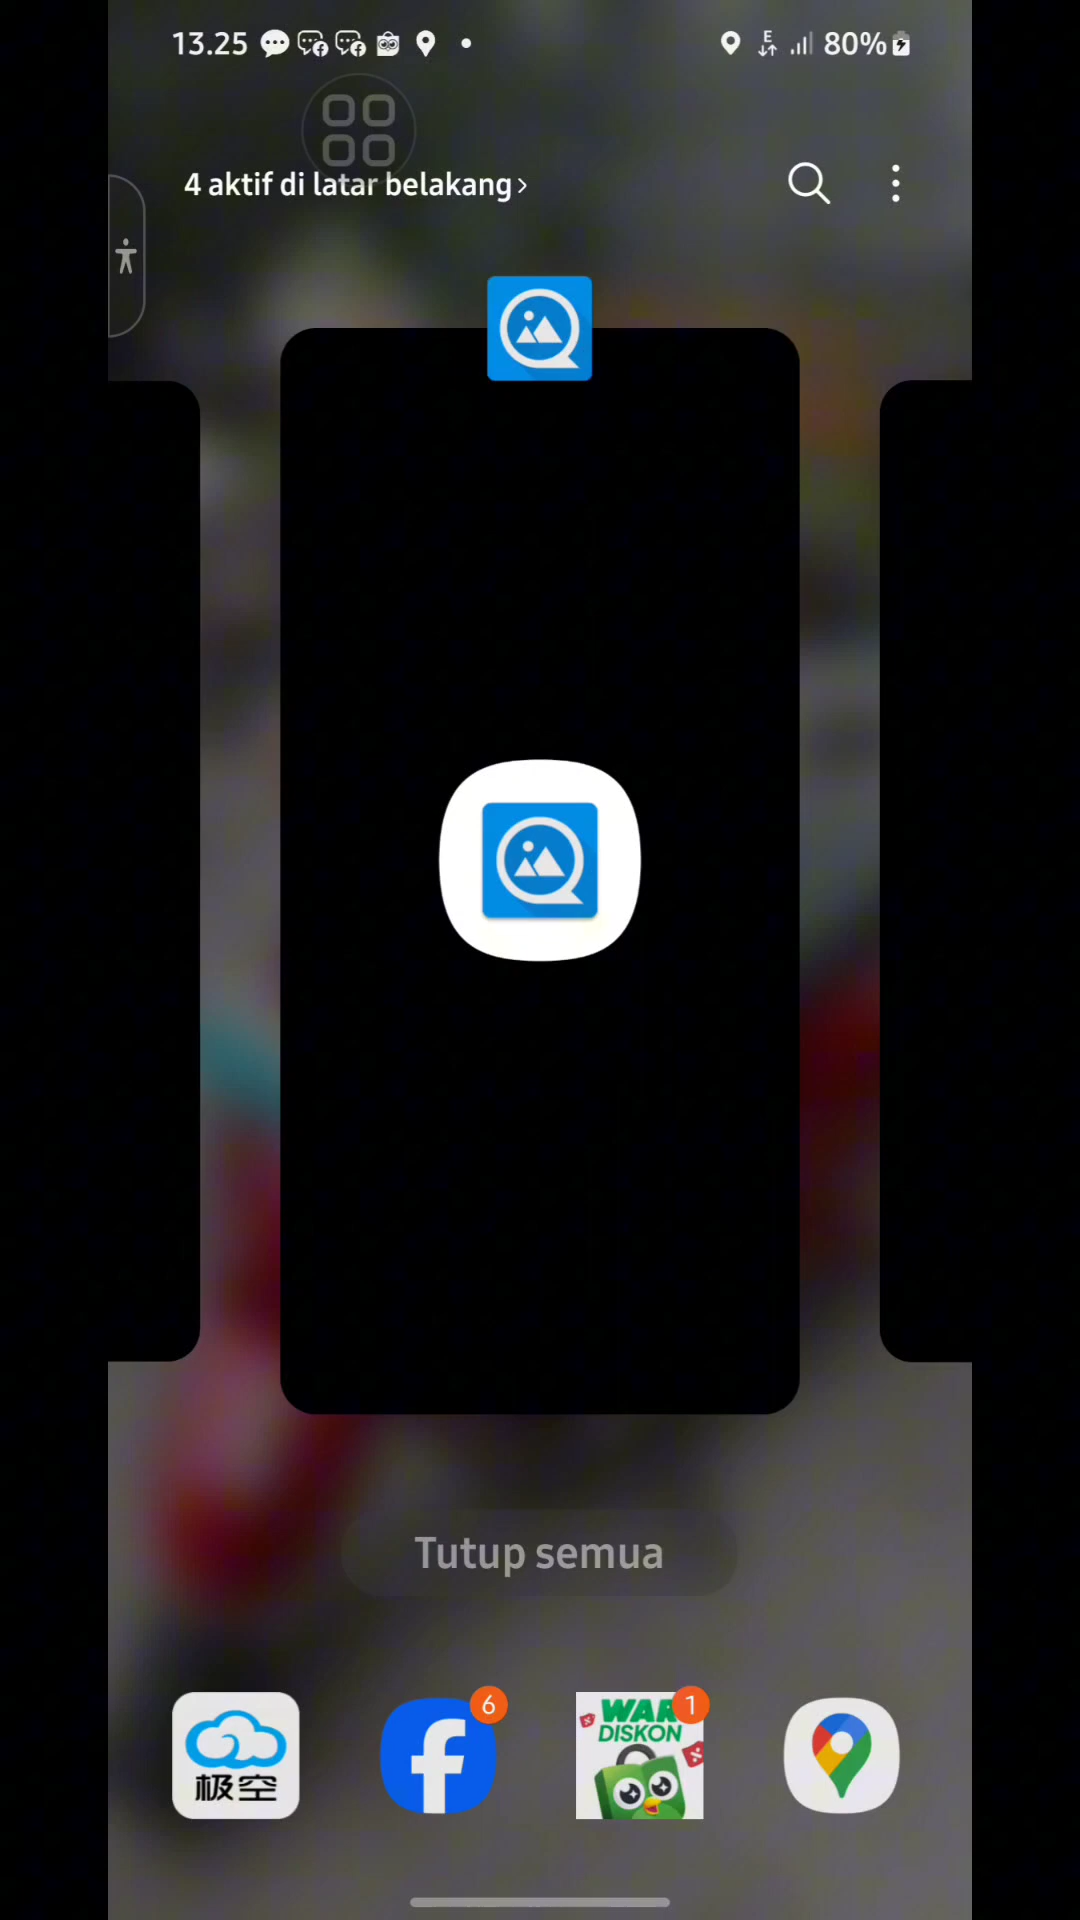 13.25 E 80%
4 aktif di latar belakang
Tutup semua
6
1
WAR
DISKON
极空